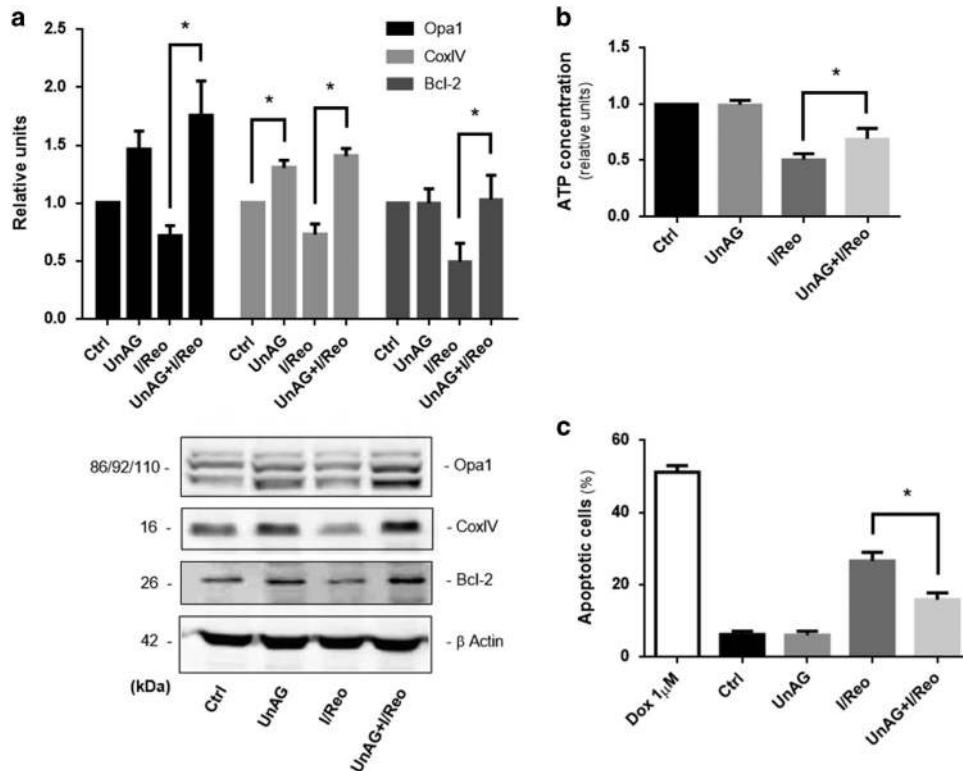 a
Relative units
2.5
2.0
1.5
1.0
0.5
0.0
* * * *
Opa1
CoxIV
Bcl-2
Ctrl UnAG I/Reo UnAG+I/Reo Ctrl UnAG I/Reo UnAG+I/Reo Ctrl UnAG I/Reo UnAG+I/Reo
86/92/110 - - Opa1
16 - - CoxIV
26 - - Bcl-2
42 - - β Actin
(kDa)
Ctrl UnAG I/Reo UnAG+I/Reo
b
ATP concentration
(relative units)
1.5
1.0
0.5
0.0
*
Ctrl UnAG I/Reo UnAG+I/Reo
c
Apoptotic cells (%)
60
40
20
0
*
Dox 1μM Ctrl UnAG I/Reo UnAG+I/Reo